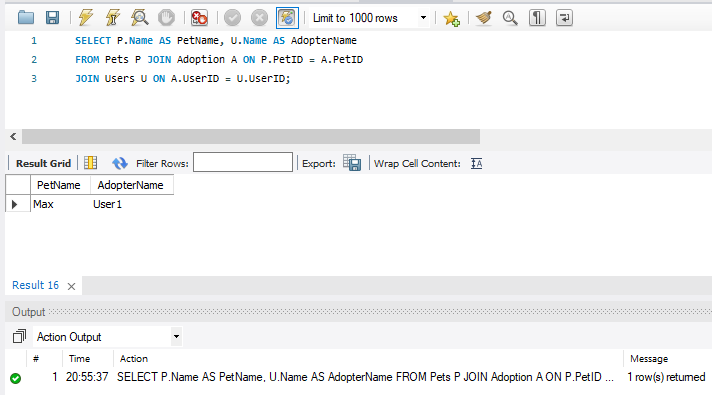 Limit to 1000 rows
1 SELECT P.Name AS PetName, U.Name AS AdopterName
2 FROM Pets P JOIN Adoption A ON P.PetID = A.PetID
3 JOIN Users U ON A.UserID = U.UserID;
Result Grid Filter Rows: Export: Wrap Cell Content: IA
PetName AdopterName
Max User1
Result 16
Output
Action Output
# Time Action Message
1 20:55:37 SELECT P.Name AS PetName, U.Name AS AdopterName FROM Pets P JOIN Adoption A ON P.PetID ... 1 row(s) returned